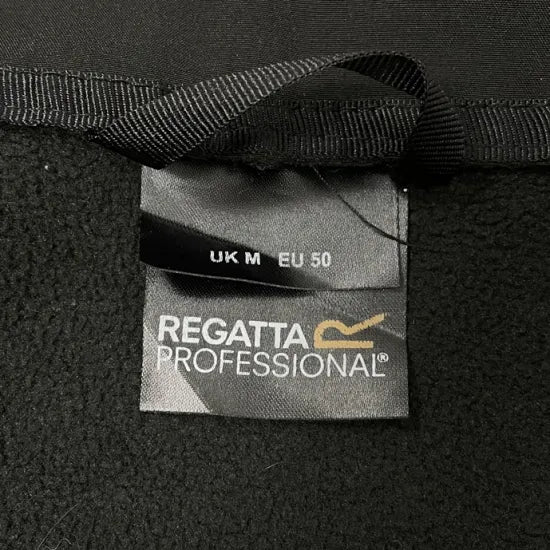 UK M EU 50
REGATTA R
PROFESSIONAL®